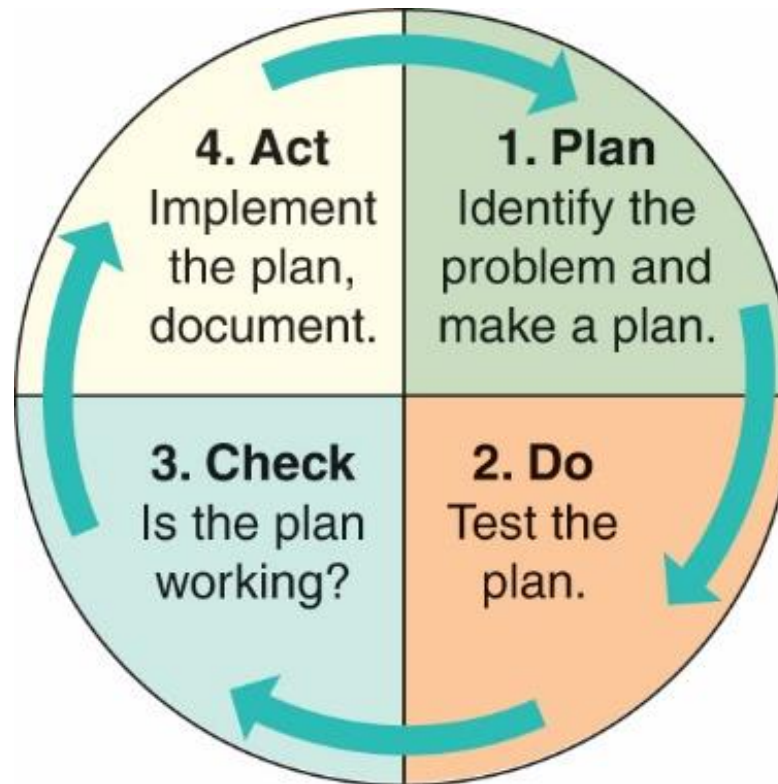 4. Act
Implement
the plan,
document.
1. Plan
Identify the
problem and
make a plan.
3. Check
Is the plan
working?
2. Do
Test the
plan.